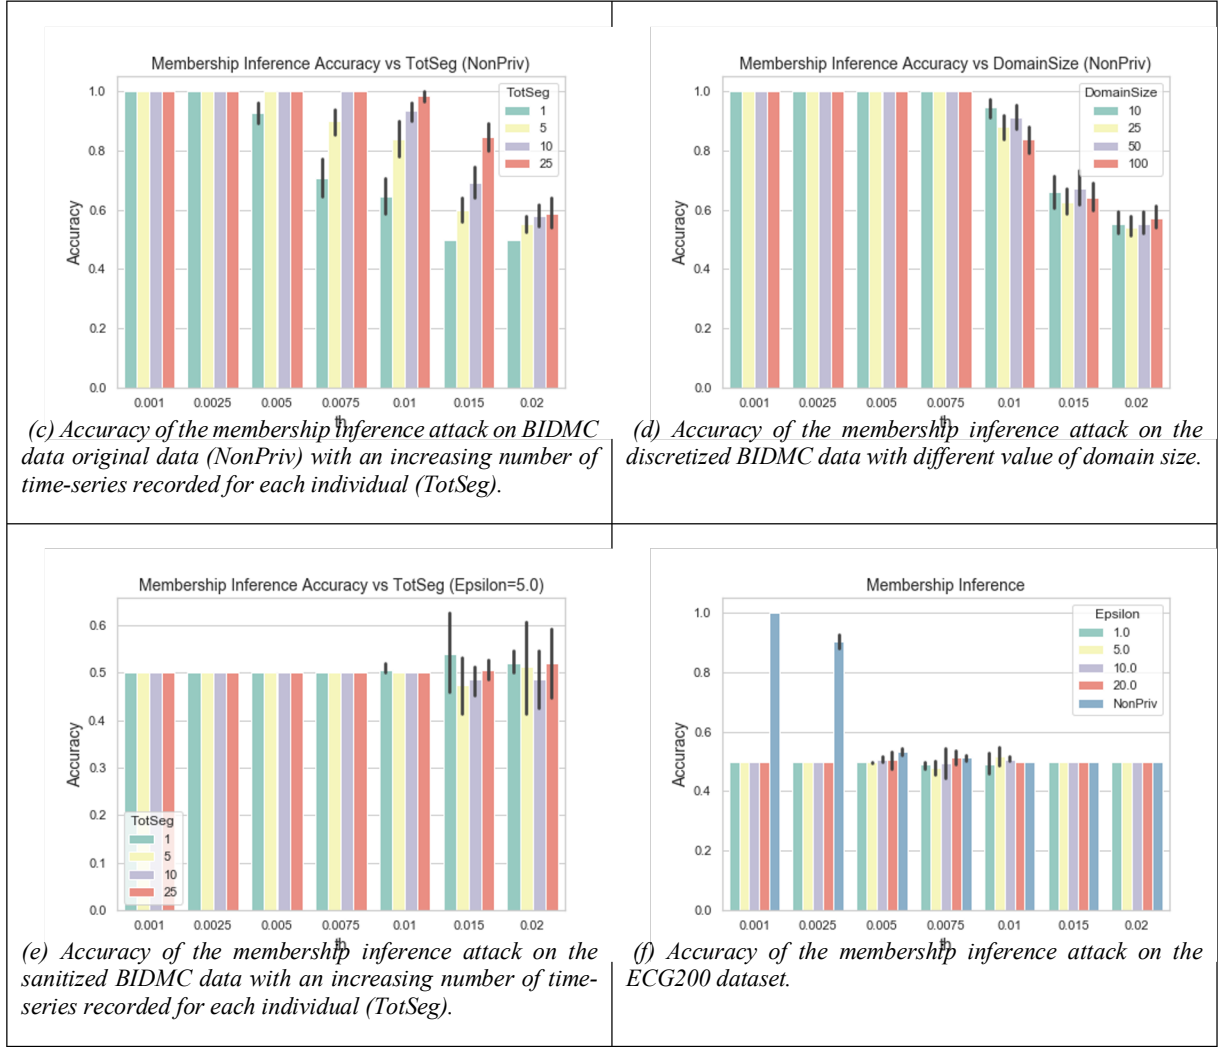 Membership Inference Accuracy vs TotSeg (NonPriv)
TotSeg
1
5
10
25
Accuracy
1.0
0.8
0.6
0.4
0.2
0.0
0.001 0.0025 0.005 0.0075 0.01 0.015 0.02
th
(c) Accuracy of the membership inference attack on BIDMC
data original data (NonPriv) with an increasing number of
time-series recorded for each individual (TotSeg).
Membership Inference Accuracy vs DomainSize (NonPriv)
DomainSize
10
25
50
100
Accuracy
1.0
0.8
0.6
0.4
0.2
0.0
0.001 0.0025 0.005 0.0075 0.01 0.015 0.02
(d) Accuracy of the membership inference attack on the
discretized BIDMC data with different value of domain size.
Membership Inference Accuracy vs TotSeg (Epsilon=5.0)
Accuracy
0.6
0.5
0.4
0.3
0.2
0.1
0.0
TotSeg
1
5
10
25
0.001 0.0025 0.005 0.0075 0.01 0.015 0.02
th
(e) Accuracy of the membership inference attack on the
sanitized BIDMC data with an increasing number of time-
series recorded for each individual (TotSeg).
Membership Inference
Epsilon
1.0
5.0
10.0
20.0
NonPriv
Accuracy
1.0
0.8
0.6
0.4
0.2
0.0
0.001 0.0025 0.005 0.0075 0.01 0.015 0.02
th
(f) Accuracy of the membership inference attack on the
ECG200 dataset.